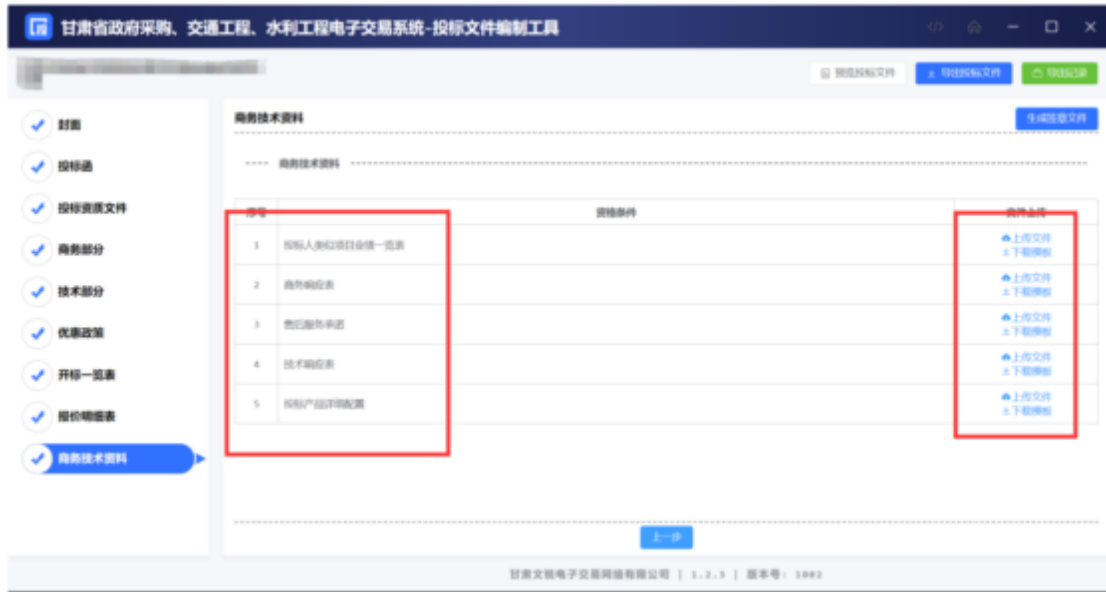 甘肃省政府采购、交通工程、水利工程电子交易系统-投标文件编制工具
预览投标文件
导出投标文件
导出记录
封面
投标函
投标资质文件
商务部分
技术部分
优惠政策
开标一览表
报价明细表
商务技术资料
商务技术资料
生成签章文件
商务技术资料
序号 资格条件 文件上传
1 投标人类似项目业绩一览表 上传文件
下载模板
2 商务响应表 上传文件
下载模板
3 售后服务承诺 上传文件
下载模板
4 技术响应表 上传文件
下载模板
5 投标产品详细配置 上传文件
下载模板
上一步
甘肃文锐电子交易网络有限公司 | 1.2.3 | 版本号: 1002